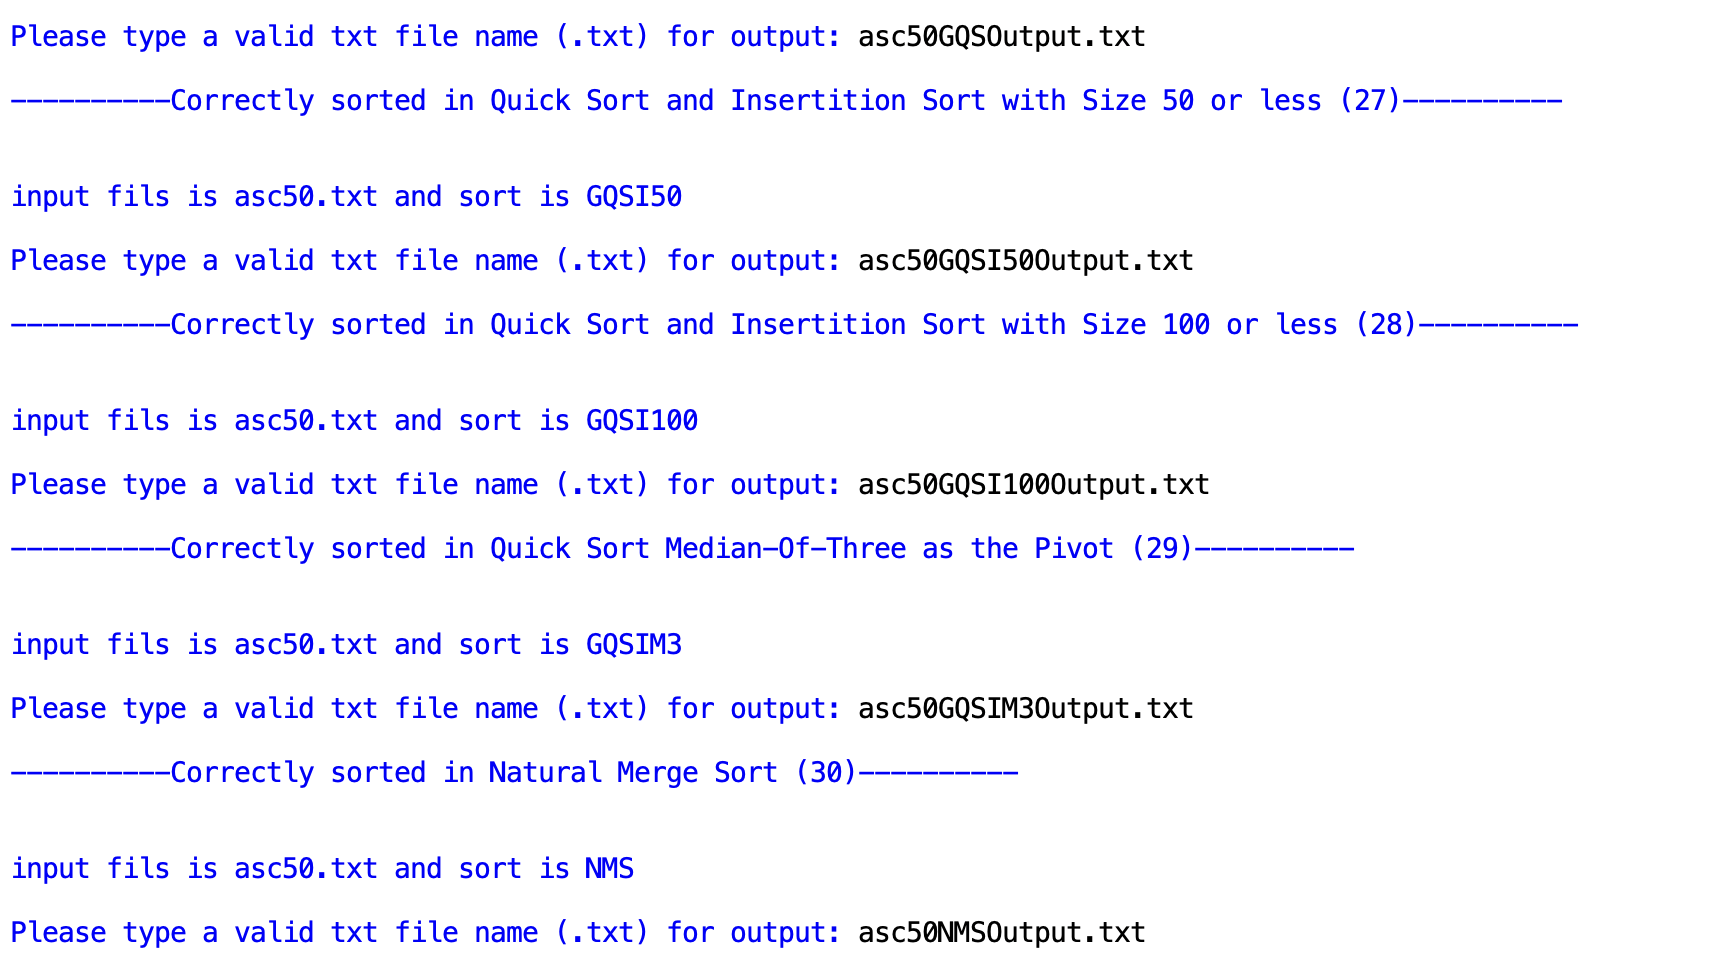 Please type a valid txt file name (.txt) for output: asc50GQSOutput.txt
----------Correctly sorted in Quick Sort and Insertition Sort with Size 50 or less (27)----------
input fils is asc50.txt and sort is GQSI50
Please type a valid txt file name (.txt) for output: asc50GQSI50Output.txt
----------Correctly sorted in Quick Sort and Insertition Sort with Size 100 or less (28)----------
input fils is asc50.txt and sort is GQSI100
Please type a valid txt file name (.txt) for output: asc50GQSI100Output.txt
----------Correctly sorted in Quick Sort Median-Of-Three as the Pivot (29)----------
input fils is asc50.txt and sort is GQSIM3
Please type a valid txt file name (.txt) for output: asc50GQSIM3Output.txt
----------Correctly sorted in Natural Merge Sort (30)----------
input fils is asc50.txt and sort is NMS
Please type a valid txt file name (.txt) for output: asc50NMSOutput.txt